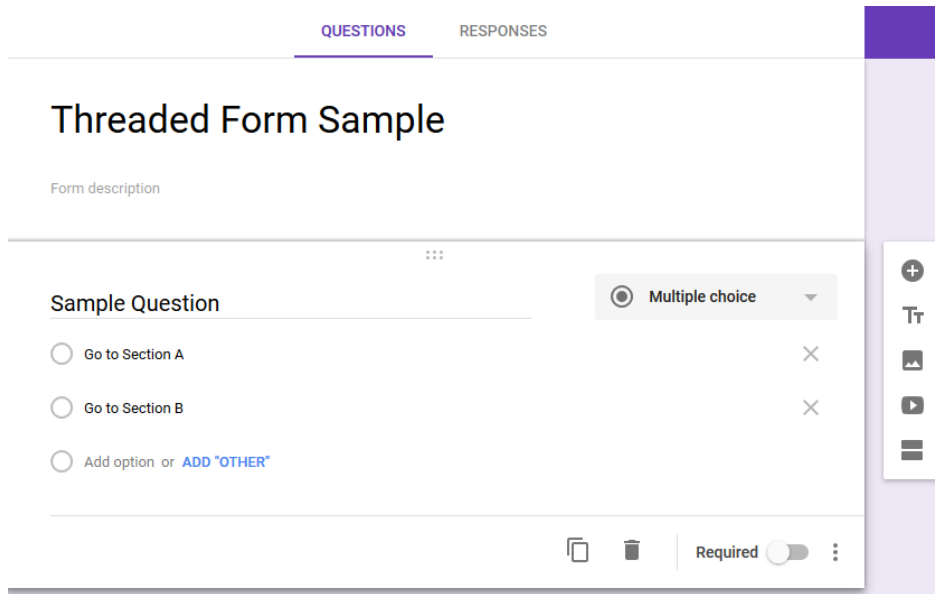 QUESTIONS RESPONSES
Threaded Form Sample
Form description
Sample Question
Multiple choice
Go to Section A
Go to Section B
Add option or ADD "OTHER"
Required